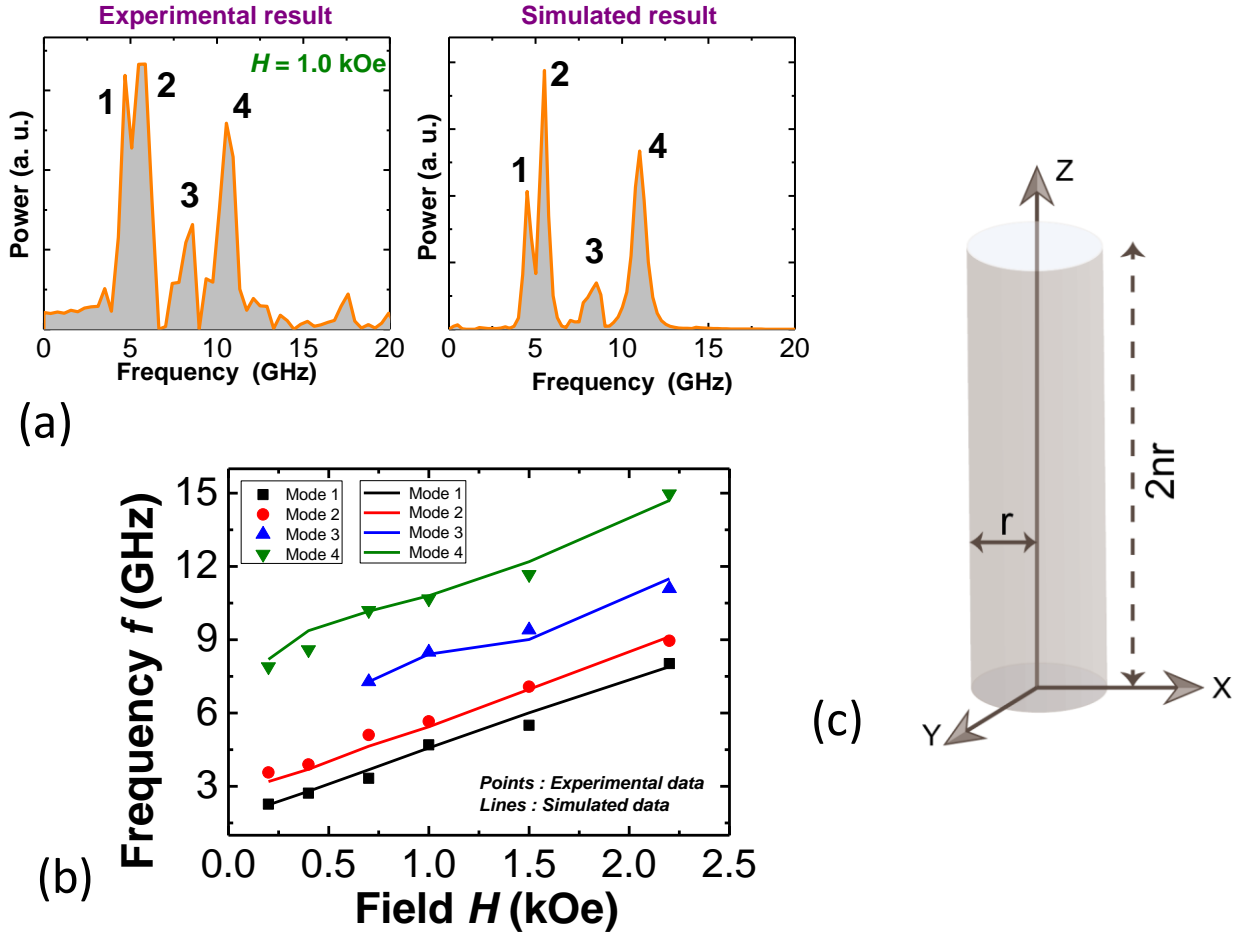 Experimental result
Simulated result
H = 1.0 kOe
1
2
3
4
Power (a. u.)
0 5 10 15 20
Frequency (GHz)
1
2
3
4
Power (a. u.)
0 5 10 15 20
Frequency (GHz)
(a)
Mode 1
Mode 2
Mode 3
Mode 4
Mode 1
Mode 2
Mode 3
Mode 4
15
12
9
6
3
Frequency f (GHz)
Points : Experimental data
Lines : Simulated data
0.0 0.5 1.0 1.5 2.0 2.5
Field H (kOe)
(b)
Z
2nr
r
X
Y
(c)